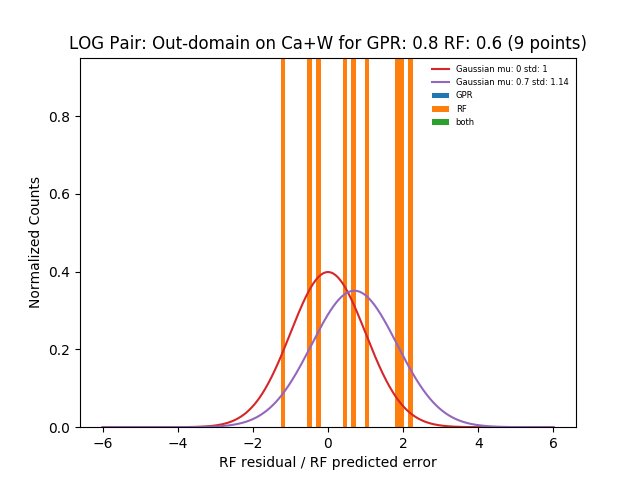 LOG Pair: Out-domain on Ca+W for GPR: 0.8 RF: 0.6 (9 points)
Gaussian mu: 0 std: 1
Gaussian mu: 0.7 std: 1.14
GPR
RF
both
Normalized Counts
0.8
0.6
0.4
0.2
0.0
−6
−4
−2
0
2
4
6
RF residual / RF predicted error